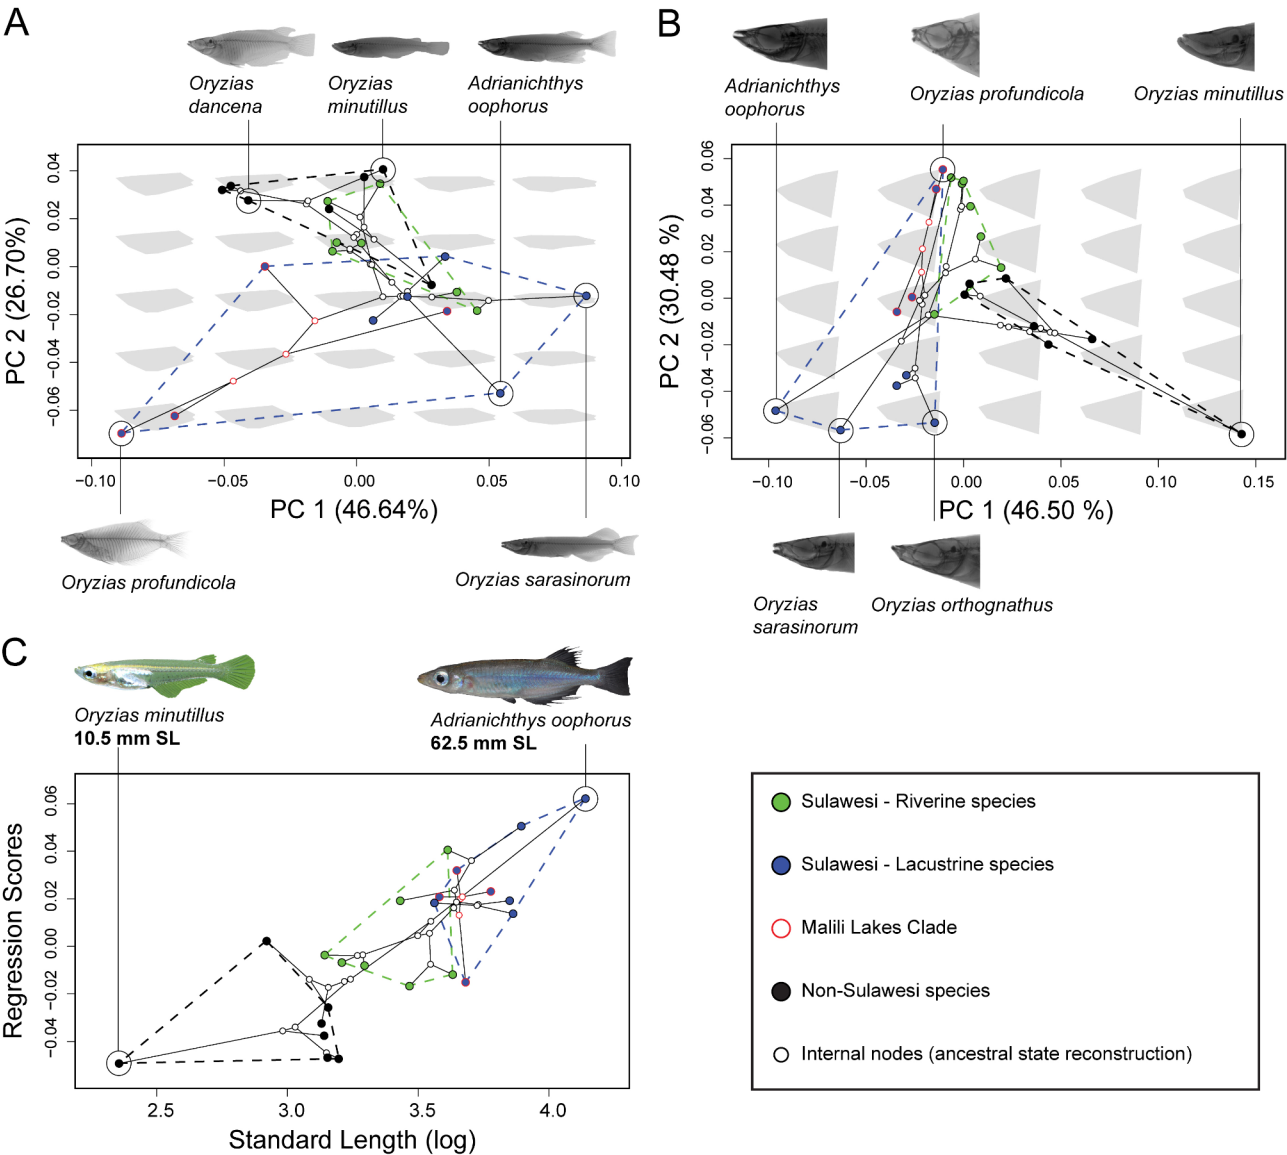 A
Oryzias
dancena
Oryzias
minutillus
Adrianichthys
oophorus
PC 2 (26.70%)
0.04
0.02
0.00
−0.02
−0.04
−0.06
−0.10
−0.05
0.00
0.05
0.10
PC 1 (46.64%)
Oryzias profundicola
Oryzias sarasinorum
B
Adrianichthys
oophorus
Oryzias profundicola
Oryzias minutillus
PC 2 (30.48 %)
0.06
0.04
0.02
0.00
−0.02
−0.04
−0.06
−0.10
−0.05
0.00
0.05
0.10
0.15
PC 1 (46.50 %)
Oryzias
sarasinorum
Oryzias orthognathus
C
Oryzias minutillus
10.5 mm SL
Adrianichthys oophorus
62.5 mm SL
Regression Scores
0.06
0.04
0.02
0.00
−0.02
−0.04
2.5
3.0
3.5
4.0
Standard Length (log)
Sulawesi - Riverine species
Sulawesi - Lacustrine species
Malili Lakes Clade
Non-Sulawesi species
Internal nodes (ancestral state reconstruction)